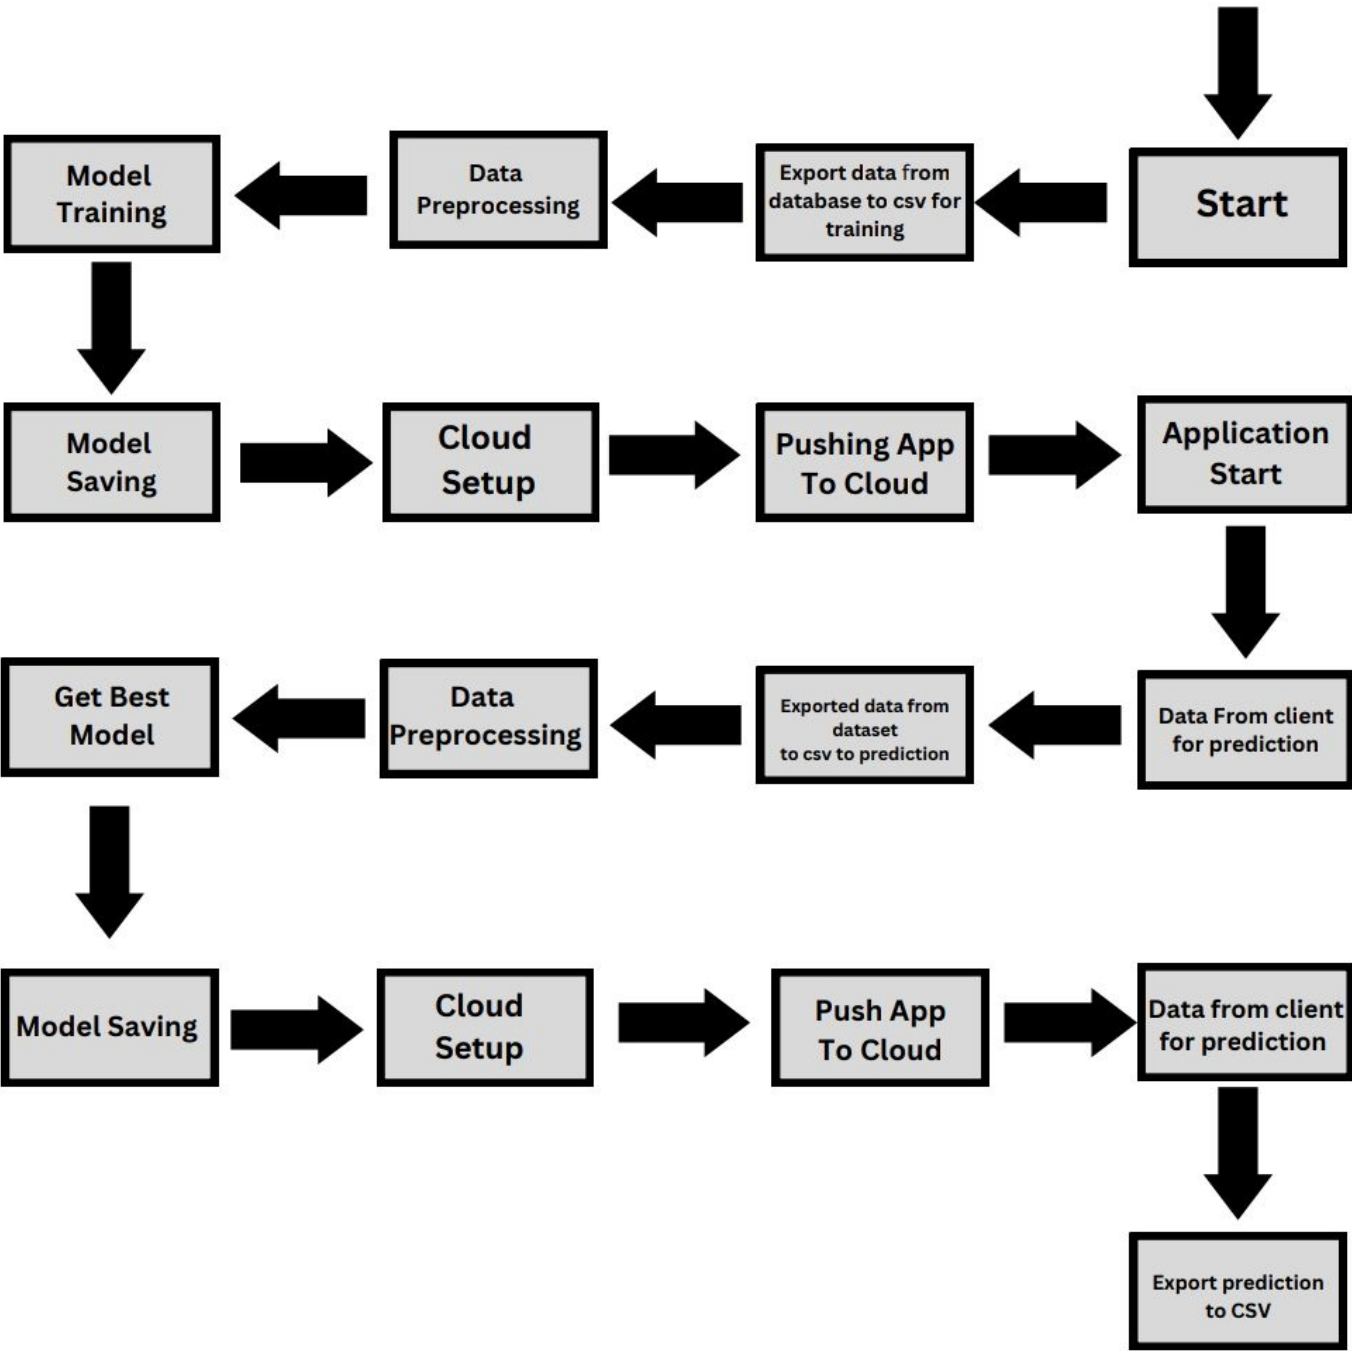 Start
Export data from
database to csv for
training
Data
Preprocessing
Model
Training
Model
Saving
Cloud
Setup
Pushing App
To Cloud
Application
Start
Data From client
for prediction
Exported data from
dataset
to csv to prediction
Data
Preprocessing
Get Best
Model
Model Saving
Cloud
Setup
Push App
To Cloud
Data from client
for prediction
Export prediction
to CSV